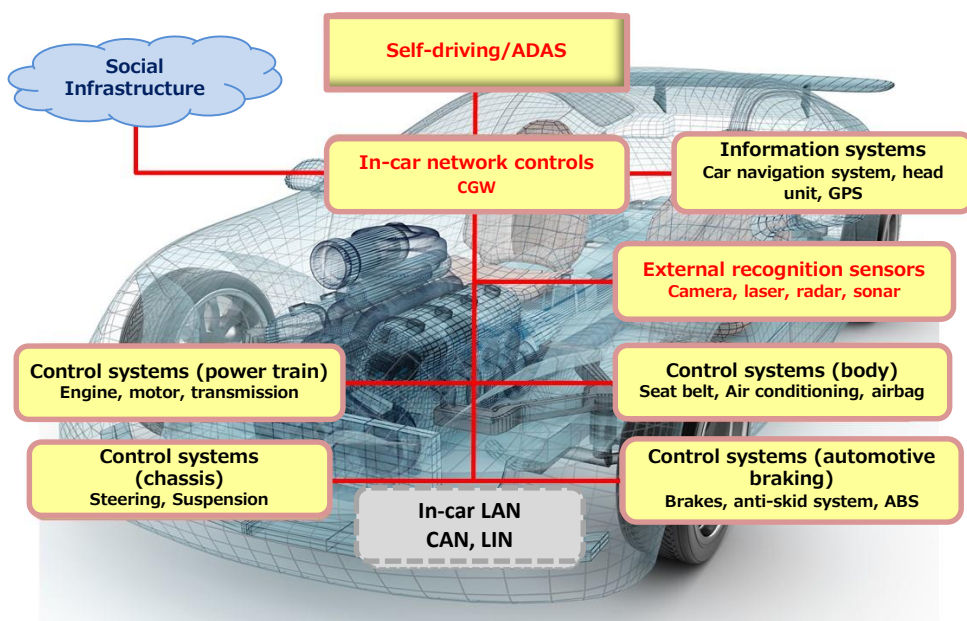 Self-driving/ADAS
Social
Infrastructure
In-car network controls
CGW
Information systems
Car navigation system, head
unit, GPS
External recognition sensors
Camera, laser, radar, sonar
Control systems (power train)
Engine, motor, transmission
Control systems (body)
Seat belt, Air conditioning, airbag
Control systems
(chassis)
Steering, Suspension
Control systems (automotive
braking)
Brakes, anti-skid system, ABS
In-car LAN
CAN, LIN